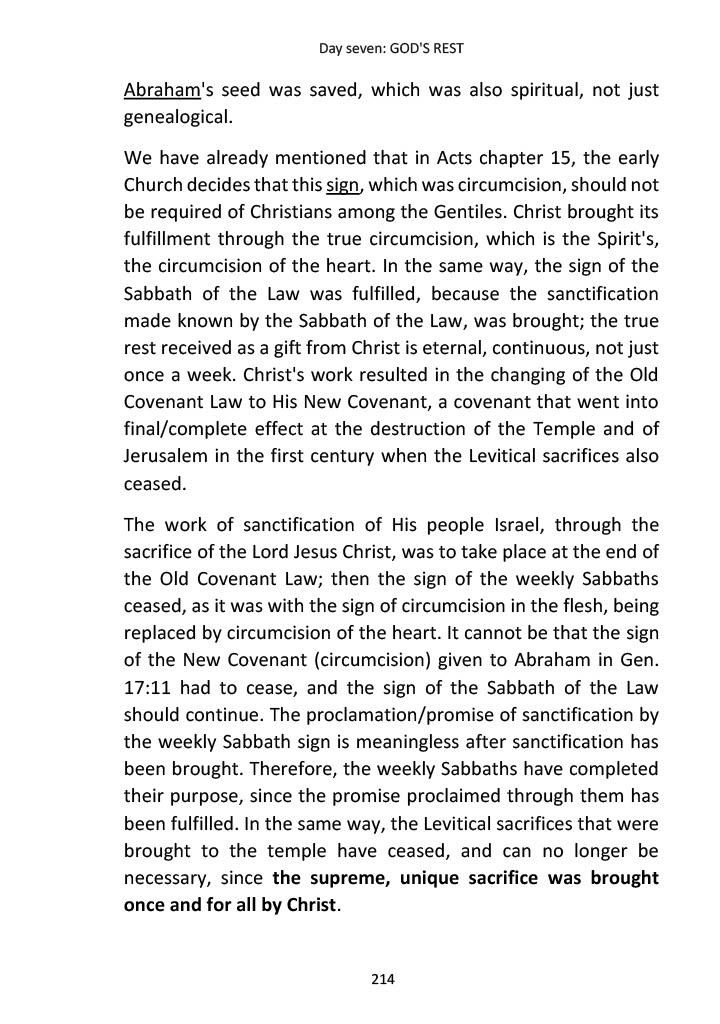 Day seven: GOD'S REST
Abraham's seed was saved, which was also spiritual, not just
genealogical.
We have already mentioned that in Acts chapter 15, the early
Church decides that this sign, which was circumcision, should not
be required of Christians among the Gentiles. Christ brought its
fulfillment through the true circumcision, which is the Spirit's,
the circumcision of the heart. In the same way, the sign of the
Sabbath of the Law was fulfilled, because the sanctification
made known by the Sabbath of the Law, was brought; the true
rest received as a gift from Christ is eternal, continuous, not just
once a week. Christ's work resulted in the changing of the Old
Covenant Law to His New Covenant, a covenant that went into
final/complete effect at the destruction of the Temple and of
Jerusalem in the first century when the Levitical sacrifices also
ceased.
The work of sanctification of His people Israel, through the
sacrifice of the Lord Jesus Christ, was to take place at the end of
the Old Covenant Law; then the sign of the weekly Sabbaths
ceased, as it was with the sign of circumcision in the flesh, being
replaced by circumcision of the heart. It cannot be that the sign
of the New Covenant (circumcision) given to Abraham in Gen.
17:11 had to cease, and the sign of the Sabbath of the Law
should continue. The proclamation/promise of sanctification by
the weekly Sabbath sign is meaningless after sanctification has
been brought. Therefore, the weekly Sabbaths have completed
their purpose, since the promise proclaimed through them has
been fulfilled. In the same way, the Levitical sacrifices that were
brought to the temple have ceased, and can no longer be
necessary, since the supreme, unique sacrifice was brought
once and for all by Christ.
214